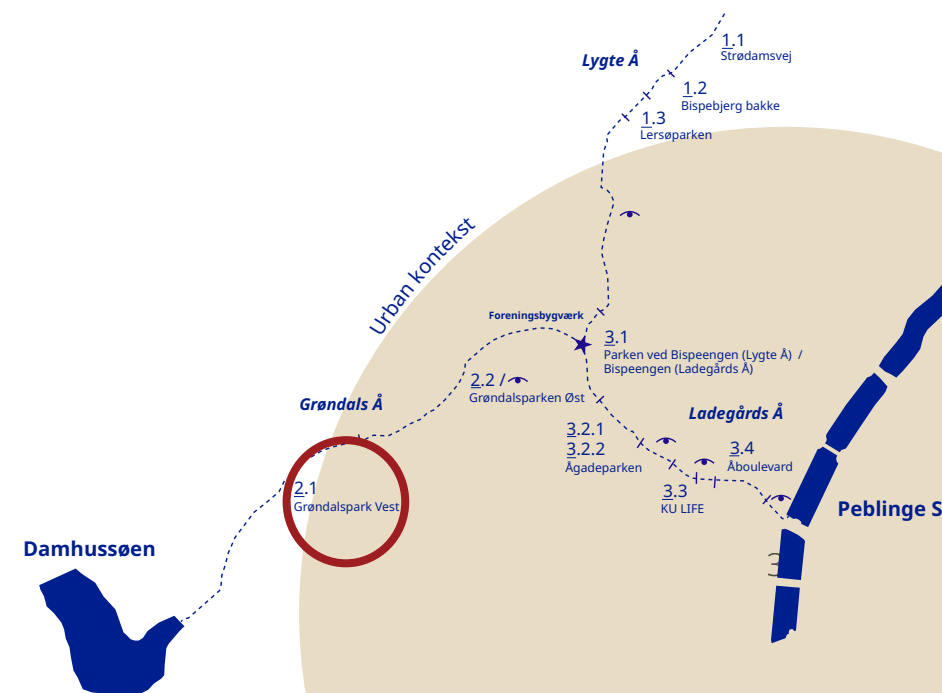 1.1
Strødamsvej
Lygte Å
1.2
Bispebjerg bakke
1.3
Lersøparken
Urban kontekst
Foreningsbygværk
3.1
Parken ved Bispeengen (Lygte Å) /
Bispeengen (Ladegårds Å)
2.2 /
Grøndalsparken Øst
Grøndals Å
Ladegårds Å
3.2.1
3.2.2
Ågadeparken
3.4
Åboulevard
3.3
KU LIFE
2.1
Grøndalspark Vest
Peblinge S
Damhussøen
3